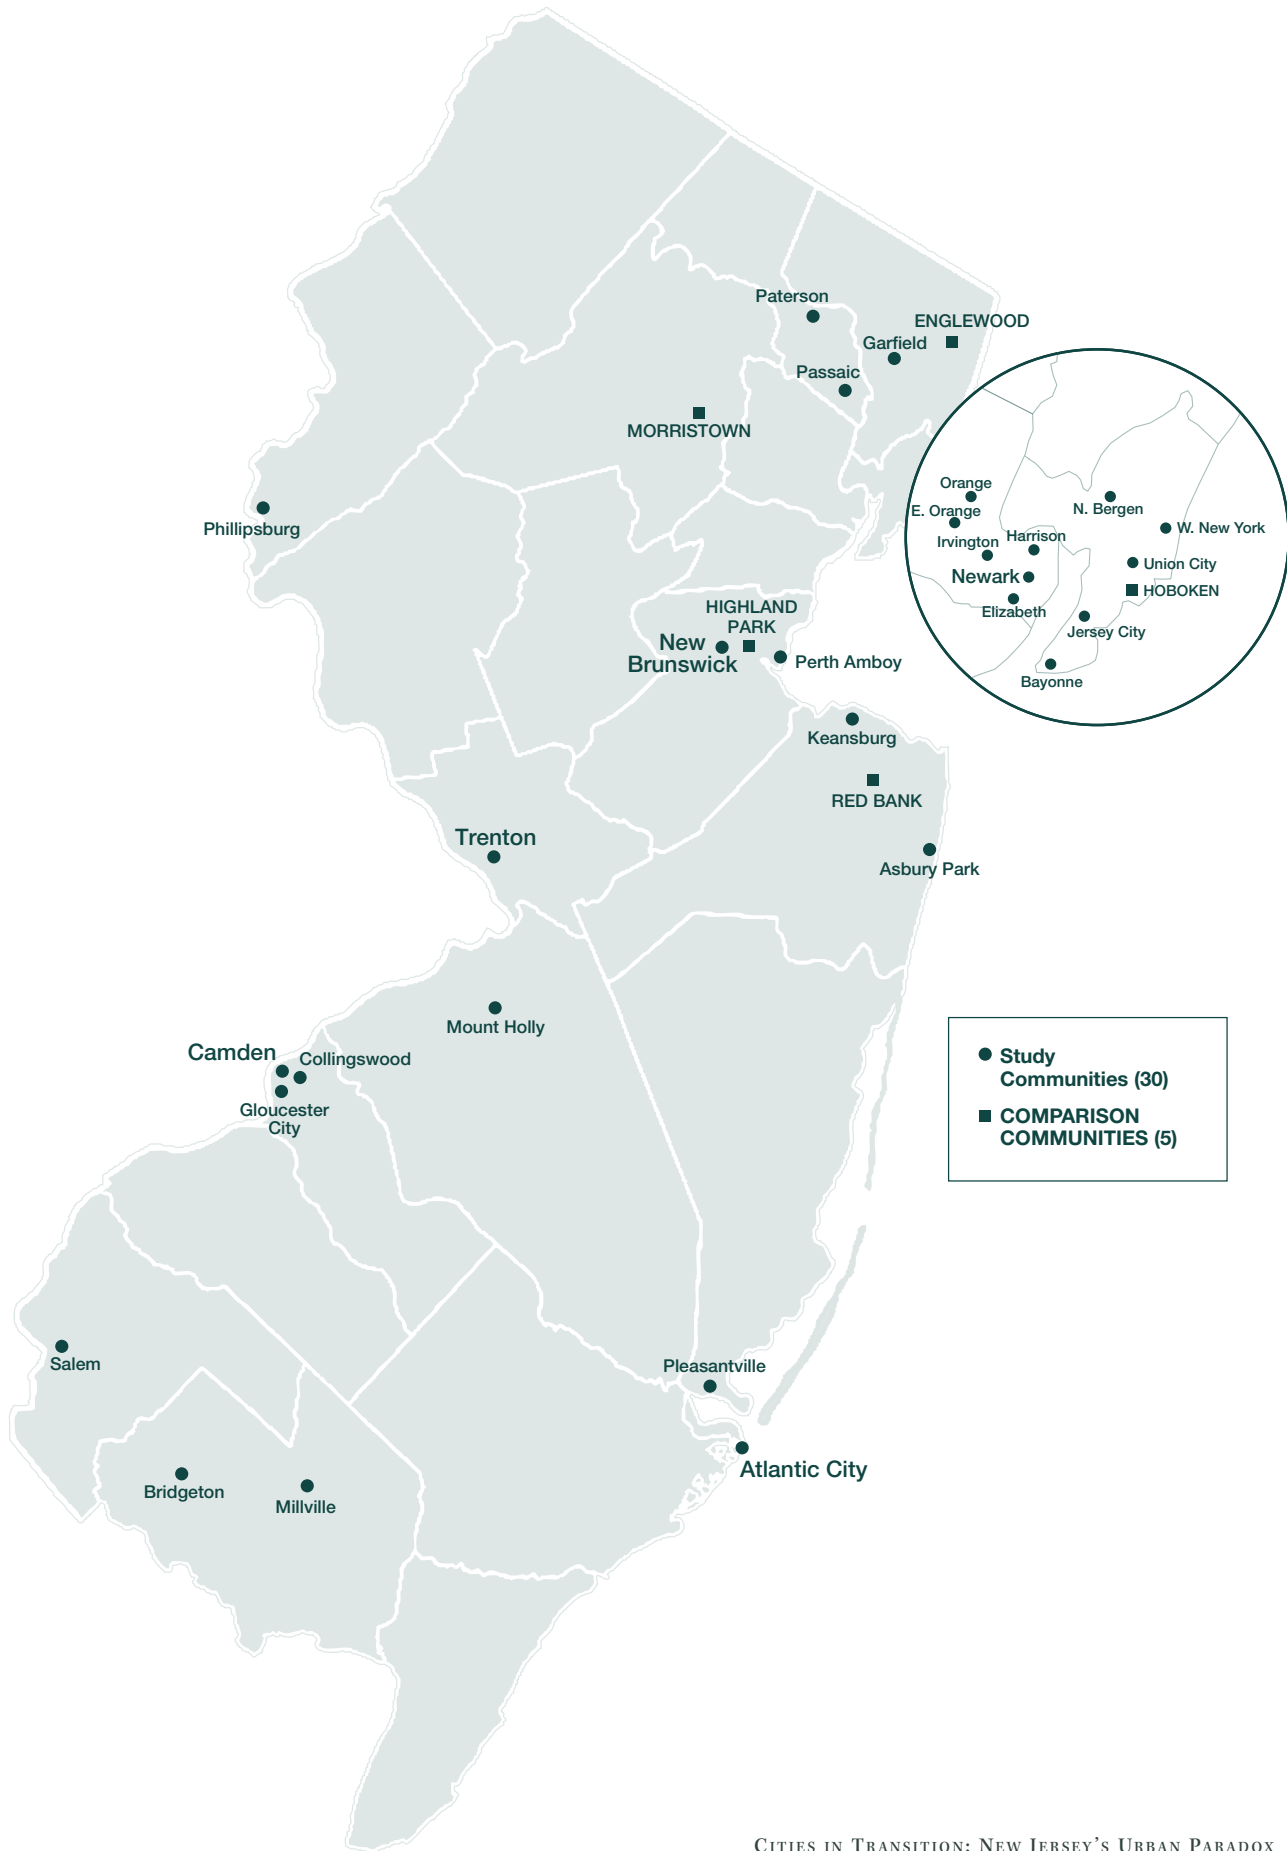 Paterson
ENGLEWOOD
Garfield
Passaic
MORRISTOWN
Orange
E. Orange
Irvington
Harrison
Newark
Elizabeth
N. Bergen
W. New York
Union City
HOBOKEN
Jersey City
Bayonne
Phillipsburg
HIGHLAND
PARK
New
Brunswick
Perth Amboy
Keansburg
RED BANK
Trenton
Asbury Park
Mount Holly
Camden
Collingswood
Gloucester
City
Study
Communities (30)
COMPARISON
COMMUNITIES (5)
Salem
Pleasantville
Atlantic City
Bridgeton
Millville
CITIES IN TRANSITION: NEW JERSEY'S URBAN PARADOX